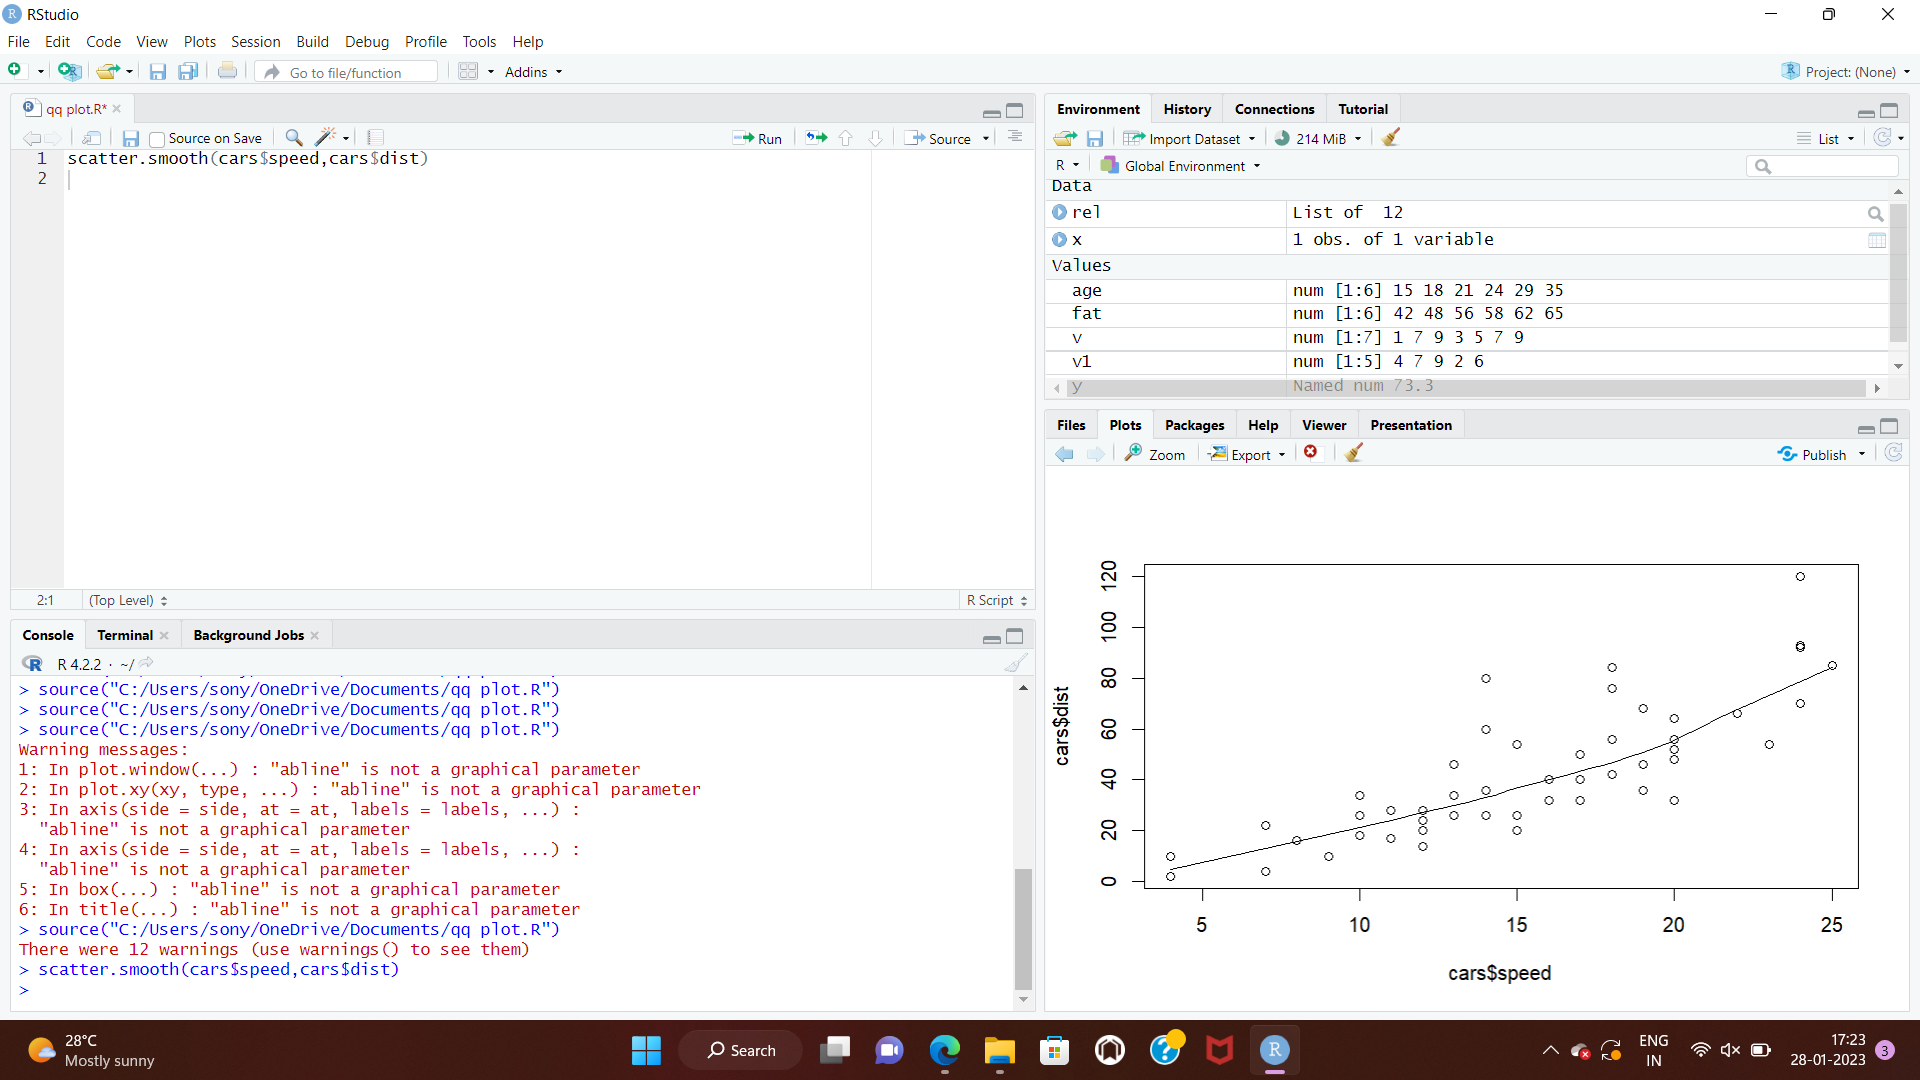 RStudio
File Edit Code View Plots Session Build Debug Profile Tools Help
Go to file/function Addins Project: (None)
qq plot.R*
Source on Save Run Source
1 scatter.smooth(cars$speed,cars$dist)
2
2:1 (Top Level) R Script
Console Terminal Background Jobs
R 4.2.2 · ~/
> source("C:/Users/sony/OneDrive/Documents/qq plot.R")
> source("C:/Users/sony/OneDrive/Documents/qq plot.R")
> source("C:/Users/sony/OneDrive/Documents/qq plot.R")
Warning messages:
1: In plot.window(...) : "abline" is not a graphical parameter
2: In plot.xy(xy, type, ...) : "abline" is not a graphical parameter
3: In axis(side = side, at = at, labels = labels, ...) :
"abline" is not a graphical parameter
4: In axis(side = side, at = at, labels = labels, ...) :
"abline" is not a graphical parameter
5: In box(...) : "abline" is not a graphical parameter
6: In title(...) : "abline" is not a graphical parameter
> source("C:/Users/sony/OneDrive/Documents/qq plot.R")
There were 12 warnings (use warnings() to see them)
> scatter.smooth(cars$speed,cars$dist)
>
Environment History Connections Tutorial
Import Dataset 214 MiB List
R Global Environment
Data
rel List of 12
x 1 obs. of 1 variable
Values
age num [1:6] 15 18 21 24 29 35
fat num [1:6] 42 48 56 58 62 65
v num [1:7] 1 7 9 3 5 7 9
v1 num [1:5] 4 7 9 2 6
y Named num 73.3
Files Plots Packages Help Viewer Presentation
Zoom Export Publish
cars$dist
120
100
80
60
40
20
0
5 10 15 20 25
cars$speed
28°C
Mostly sunny
Search
R
ENG
IN
17:23
28-01-2023
3